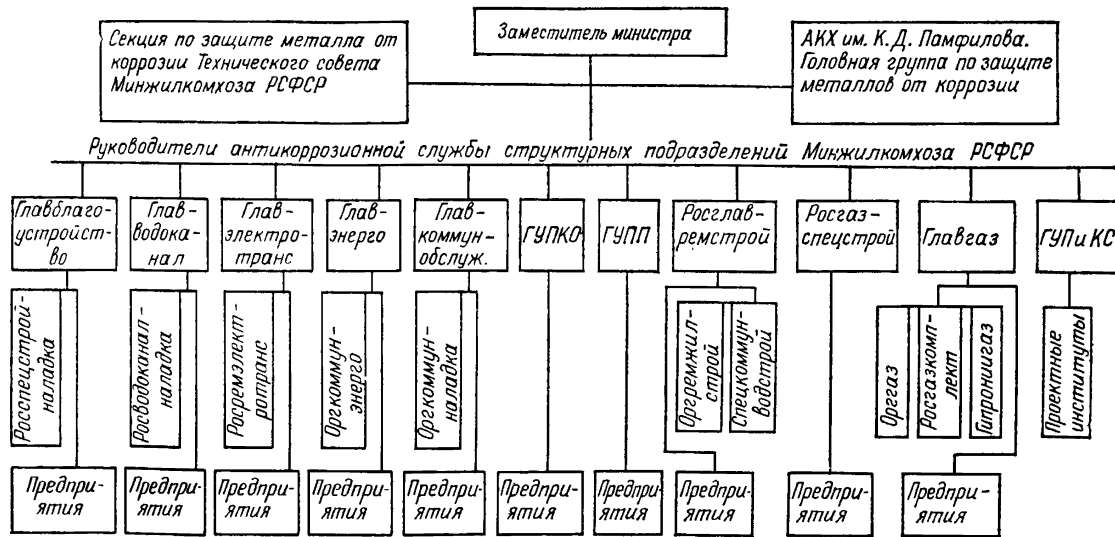 Секция по защите металла от
коррозии Технического совета
Минжилкомхоза РСФСР
Заместитель министра
АКХ им. К.Д. Памфилова.
Головная группа по защите
металлов от коррозии
Руководители антикоррозионной службы структурных подразделений Минжилкомхоза РСФСР
Главблаго-
устройст-
во
Глав-
водока-
нал
Глав-
электро-
транс
Глав-
энерго
Глав-
коммун-
обслуж.
ГУПКО
ГУПП
Росглав-
ремстрой
Росгаз-
спецстрой
Главгаз
ГУПиКС
Росспецстрой-
наладка
Росводоканал-
наладка
Росремэлект-
ротранс
Оргкоммун-
энерго
Оргкоммун-
наладка
Оргремжил-
строй
Спецкоммун-
водстрой
Орггаз
Росгазкомп-
лект
Гипрониигаз
Проектные
институты
Предпри-
ятия
Предпри-
ятия
Предпри-
ятия
Предпри-
ятия
Предпри-
ятия
Предпри-
ятия
Предпри-
ятия
Предпри-
ятия
Предпри-
ятия
Предпри-
ятия